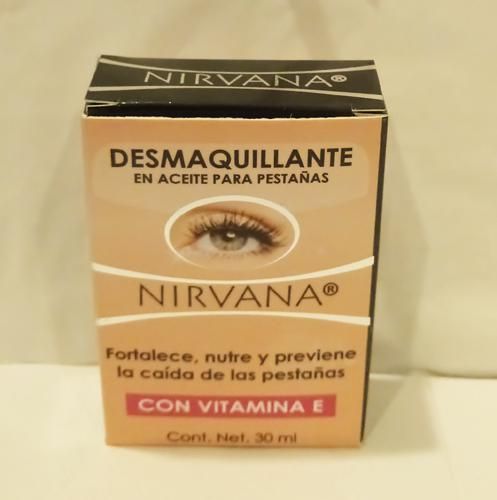 NIRVANA®
DESMAQUILLANTE
EN ACEITE PARA PESTAÑAS
NIRVANA®
Fortalece, nutre y previene
la caída de las pestañas
CON VITAMINA E
Cont. Net. 30 ml